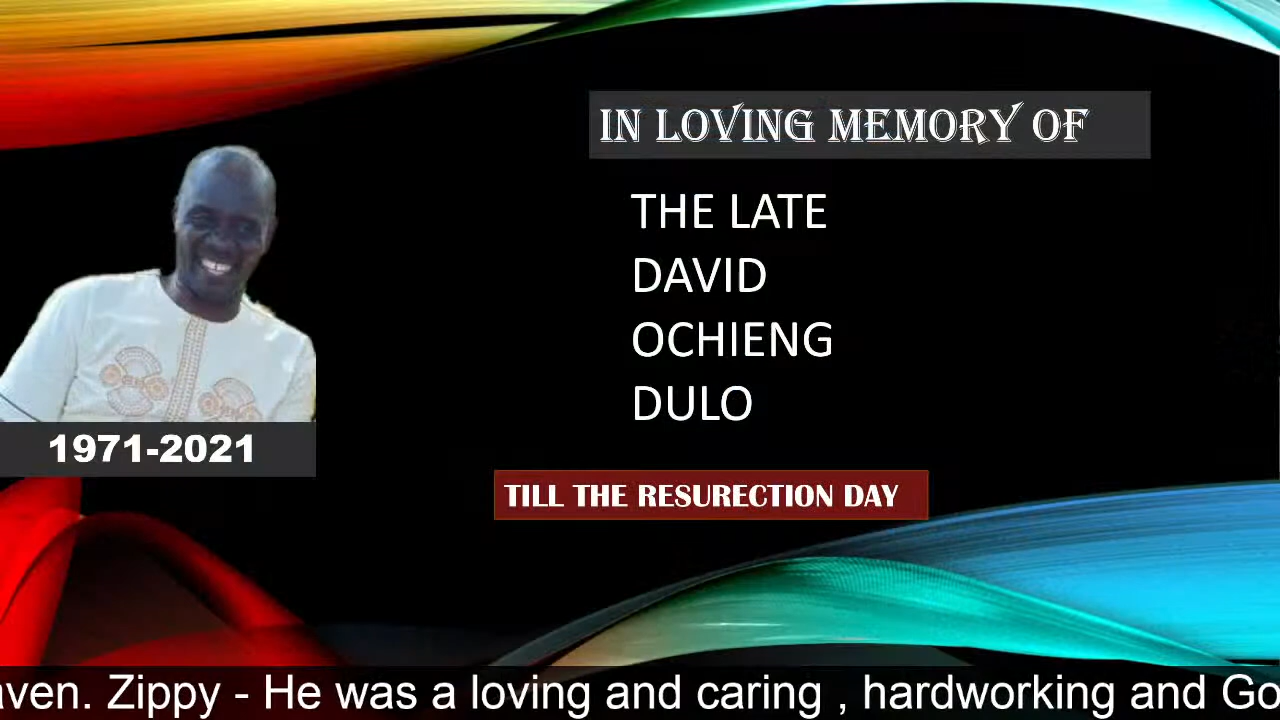 IN LOVING MEMORY OF
THE LATE
DAVID
OCHIENG
DULO
1971-2021
TILL THE RESURECTION DAY
aven. Zippy - He was a loving and caring , hardworking and Go